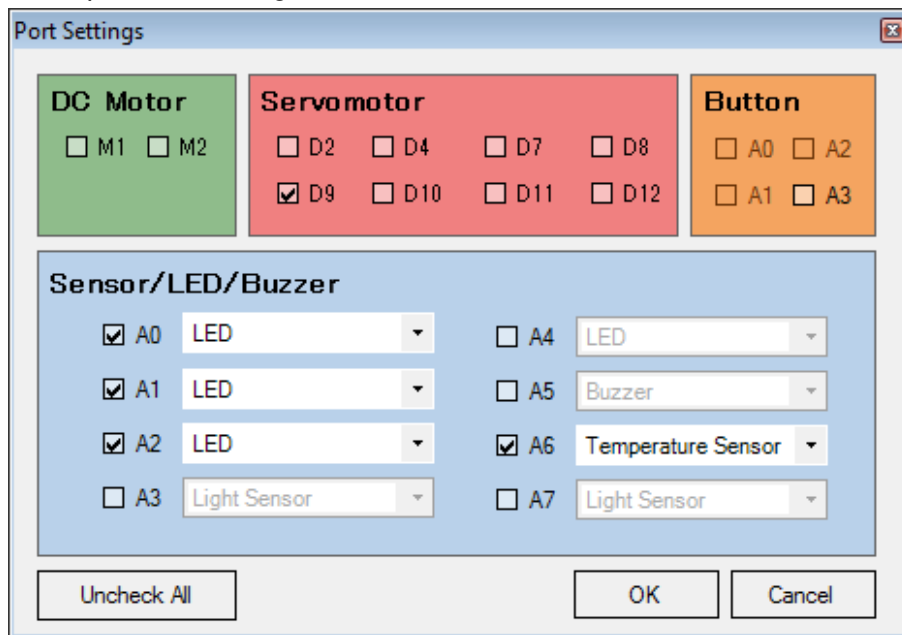 Port Settings
DC Motor
M1 M2
Servomotor
D2 D4 D7 D8
D9 D10 D11 D12
Button
A0 A2
A1 A3
Sensor/LED/Buzzer
A0 LED
A1 LED
A2 LED
A3 Light Sensor
A4 LED
A5 Buzzer
A6 Temperature Sensor
A7 Light Sensor
Uncheck All
OK
Cancel